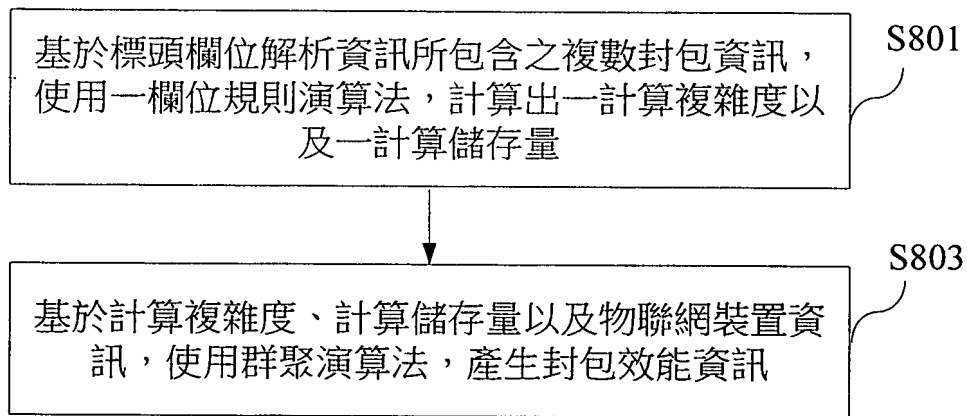 基於標頭欄位解析資訊所包含之複數封包資訊，
使用一欄位規則演算法，計算出一計算複雜度以
及一計算儲存量
S801
基於計算複雜度、計算儲存量以及物聯網裝置資
訊，使用群聚演算法，產生封包效能資訊
S803